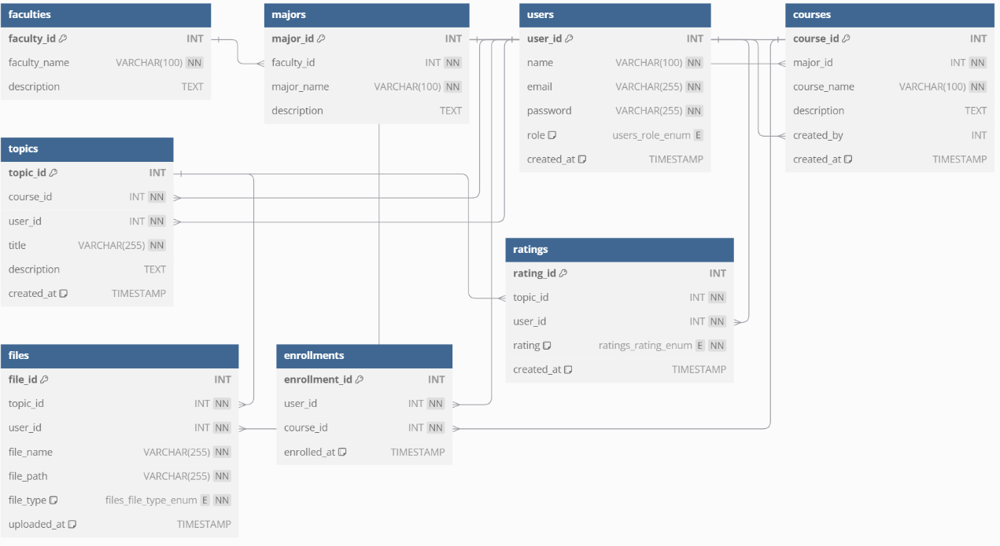 faculties
faculty_id INT
faculty_name VARCHAR(100) NN
description TEXT
majors
major_id INT
faculty_id INT NN
major_name VARCHAR(100) NN
description TEXT
users
user_id INT
name VARCHAR(100) NN
email VARCHAR(255) NN
password VARCHAR(255) NN
role users_role_enum E
created_at TIMESTAMP
courses
course_id INT
major_id INT NN
course_name VARCHAR(100) NN
description TEXT
created_by INT
created_at TIMESTAMP
topics
topic_id INT
course_id INT NN
user_id INT NN
title VARCHAR(255) NN
description TEXT
created_at TIMESTAMP
ratings
rating_id INT
topic_id INT NN
user_id INT NN
rating ratings_rating_enum E NN
created_at TIMESTAMP
files
file_id INT
topic_id INT NN
user_id INT NN
file_name VARCHAR(255) NN
file_path VARCHAR(255) NN
file_type files_file_type_enum E NN
uploaded_at TIMESTAMP
enrollments
enrollment_id INT
user_id INT NN
course_id INT NN
enrolled_at TIMESTAMP